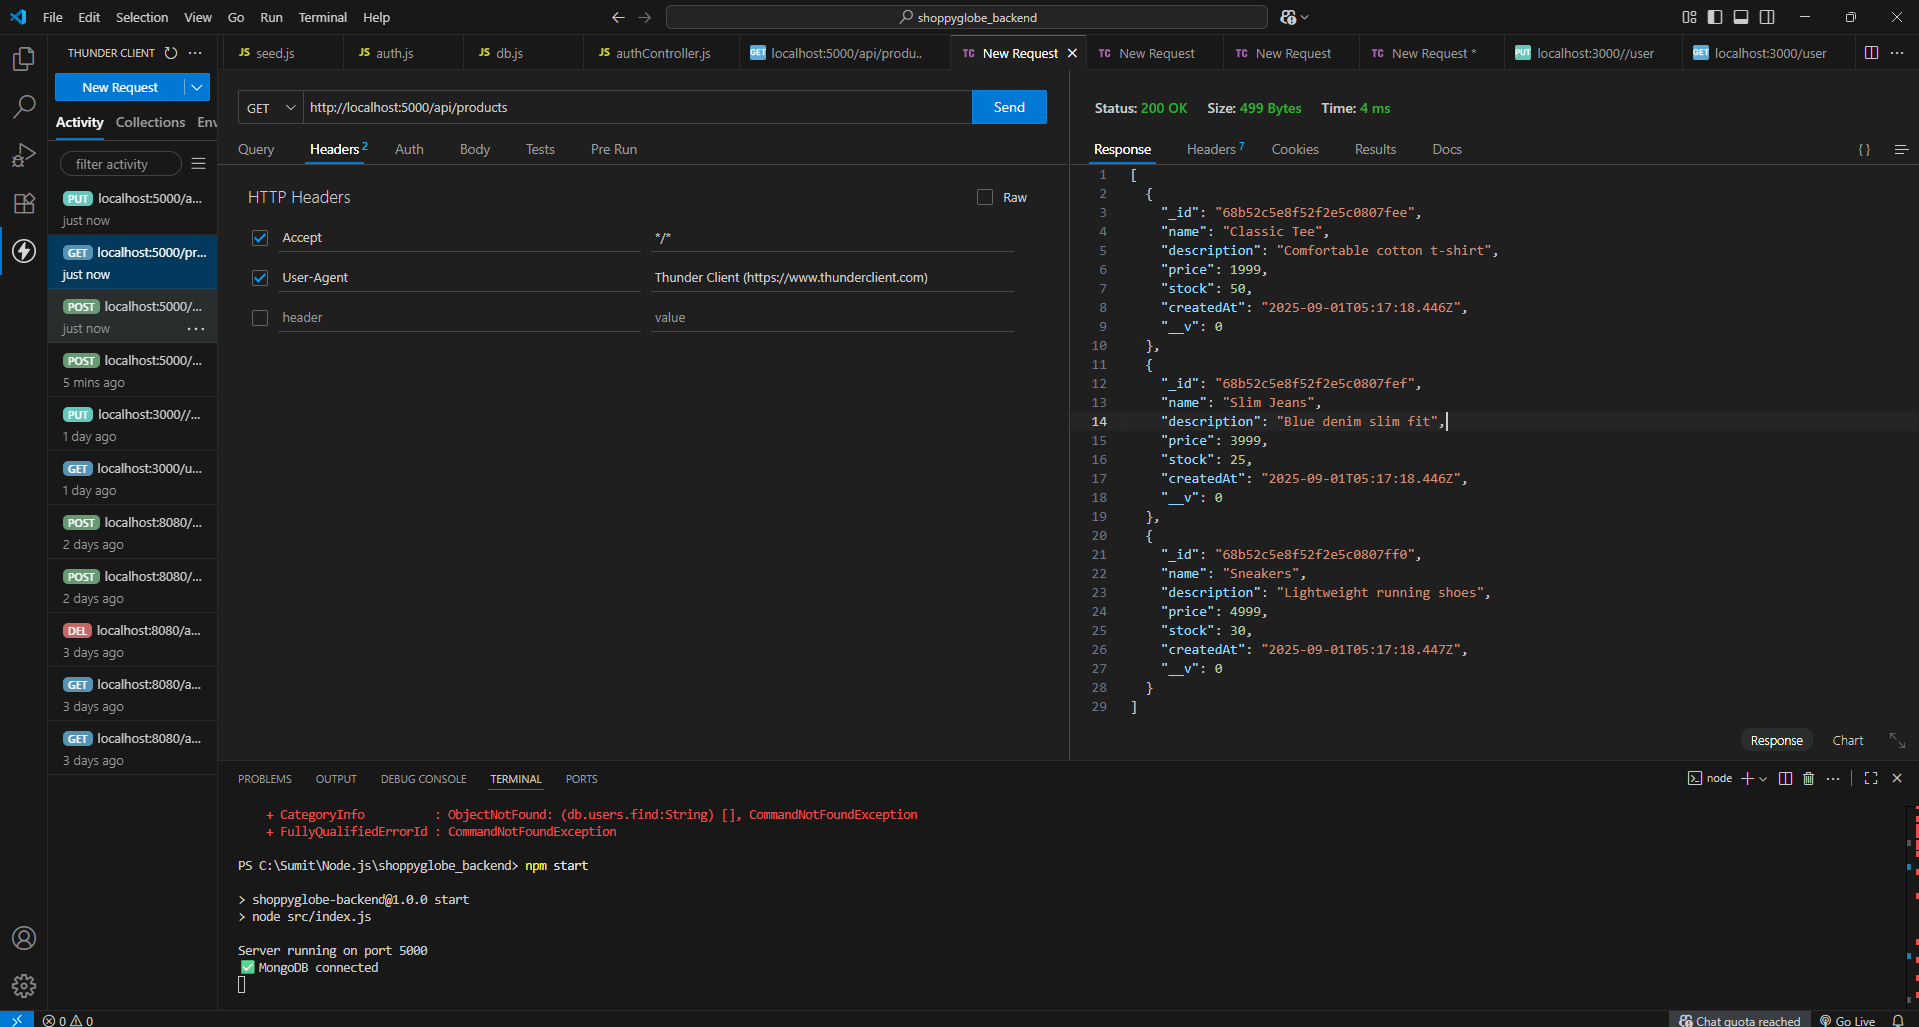 File Edit Selection View Go Run Terminal Help
shoppyglobe_backend
THUNDER CLIENT
New Request
Activity Collections Env
filter activity
PUT localhost:5000/a...
just now
GET localhost:5000/pr...
just now
POST localhost:5000/...
just now
POST localhost:5000/...
5 mins ago
PUT localhost:3000//...
1 day ago
GET localhost:3000/u...
1 day ago
POST localhost:8080/...
2 days ago
POST localhost:8080/...
2 days ago
DEL localhost:8080/a...
3 days ago
GET localhost:8080/a...
3 days ago
GET localhost:8080/a...
3 days ago
JS seed.js JS auth.js JS db.js JS authController.js GET localhost:5000/api/produ.. TC New Request TC New Request TC New Request TC New Request * PUT localhost:3000//user GET localhost:3000/user
GET http://localhost:5000/api/products Send
Query Headers 2 Auth Body Tests Pre Run
HTTP Headers Raw
Accept */*
User-Agent Thunder Client (https://www.thunderclient.com)
header value
Status: 200 OK Size: 499 Bytes Time: 4 ms
Response Headers 7 Cookies Results Docs { }
1 [
2 {
3 "_id": "68b52c5e8f52f2e5c0807fee",
4 "name": "Classic Tee",
5 "description": "Comfortable cotton t-shirt",
6 "price": 1999,
7 "stock": 50,
8 "createdAt": "2025-09-01T05:17:18.446Z",
9 "__v": 0
10 },
11 {
12 "_id": "68b52c5e8f52f2e5c0807fef",
13 "name": "Slim Jeans",
14 "description": "Blue denim slim fit",
15 "price": 3999,
16 "stock": 25,
17 "createdAt": "2025-09-01T05:17:18.446Z",
18 "__v": 0
19 },
20 {
21 "_id": "68b52c5e8f52f2e5c0807ff0",
22 "name": "Sneakers",
23 "description": "Lightweight running shoes",
24 "price": 4999,
25 "stock": 30,
26 "createdAt": "2025-09-01T05:17:18.447Z",
27 "__v": 0
28 }
29 ]
Response Chart
PROBLEMS OUTPUT DEBUG CONSOLE TERMINAL PORTS
node
+ CategoryInfo : ObjectNotFound: (db.users.find:String) [], CommandNotFoundException
+ FullyQualifiedErrorId : CommandNotFoundException
PS C:\Sumit\Node.js\shoppyglobe_backend> npm start
> shoppyglobe-backend@1.0.0 start
> node src/index.js
Server running on port 5000
✅ MongoDB connected
0 0
Chat quota reached Go Live